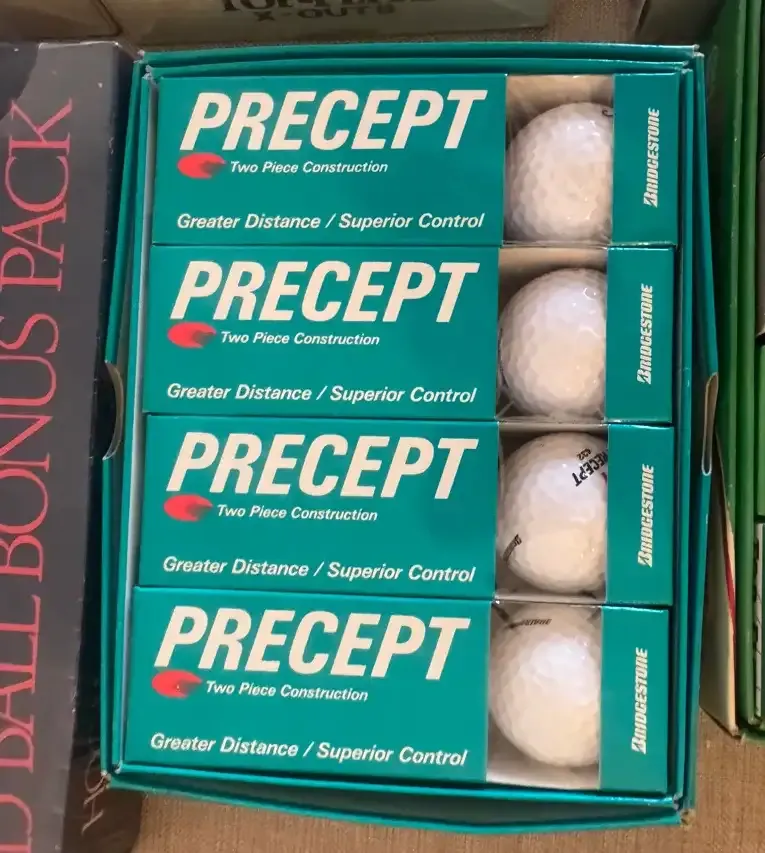 X-OUTS
BALL BONUS PACK
PRECEPT
Two Piece Construction
Greater Distance / Superior Control
BRIDGESTONE
PRECEPT
Two Piece Construction
Greater Distance / Superior Control
BRIDGESTONE
PRECEPT
Two Piece Construction
Greater Distance / Superior Control
BRIDGESTONE
PRECEPT
Two Piece Construction
Greater Distance / Superior Control
BRIDGESTONE